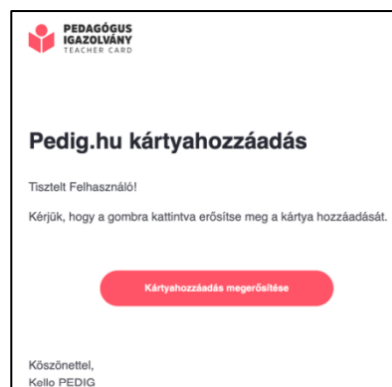 PEDAGÓGUS
IGAZOLVÁNY
TEACHER CARD
Pedig.hu kártyahozzáadás
Tisztelt Felhasználó!
Kérjük, hogy a gombra kattintva erősítse meg a kártya hozzáadását.
Kártyahozzáadás megerősítése
Köszönettel,
Kello PEDIG